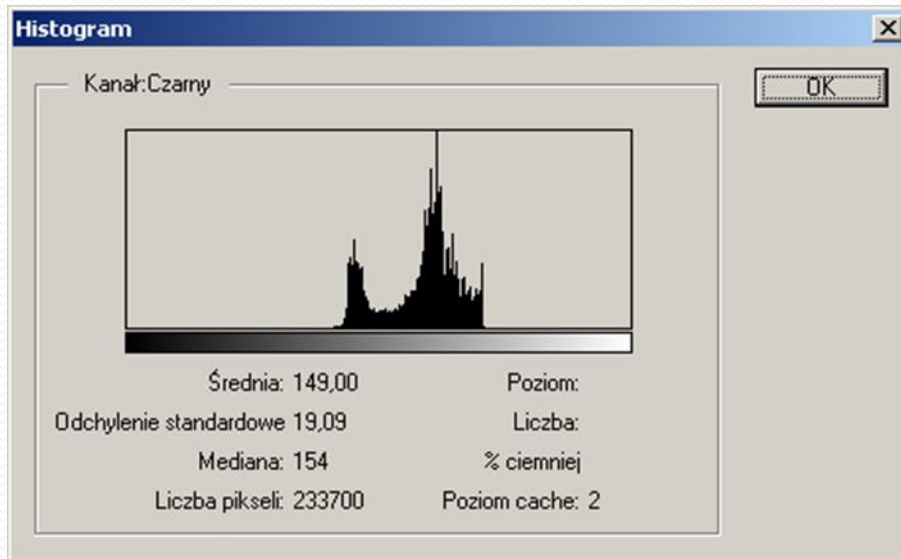 Histogram
Kanał:Czarny
OK
Średnia: 149,00
Poziom:
Odchylenie standardowe 19,09
Liczba:
Mediana: 154
% ciemniej
Liczba pikseli: 233700
Poziom cache: 2